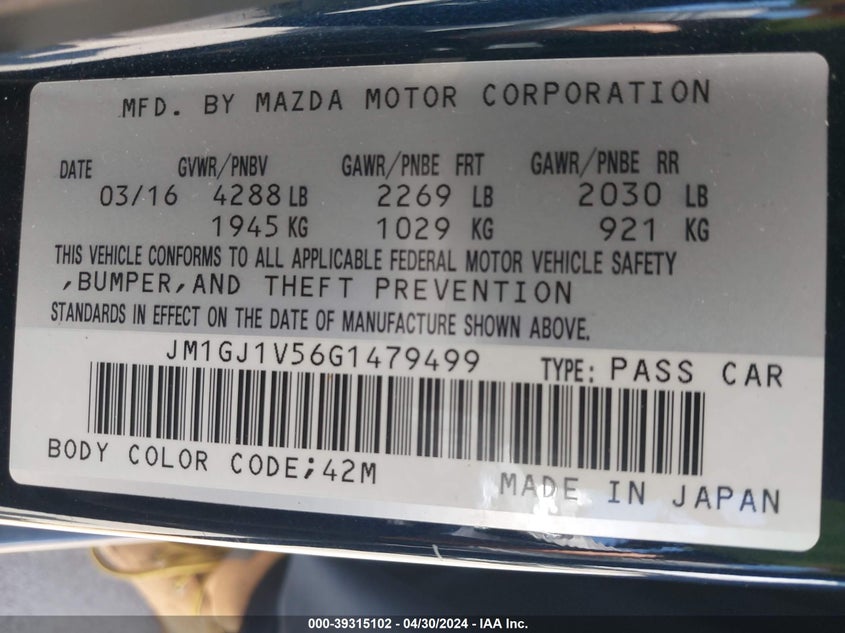 MFD. BY MAZDA MOTOR CORPORATION
DATE GVWR/PNBV GAWR/PNBE FRT GAWR/PNBE RR
03/16 4288 LB 2269 LB 2030 LB
1945 KG 1029 KG 921 KG
THIS VEHICLE CONFORMS TO ALL APPLICABLE FEDERAL MOTOR VEHICLE SAFETY
,BUMPER,AND THEFT PREVENTION
STANDARDS IN EFFECT ON THE DATE OF MANUFACTURE SHOWN ABOVE.
JM1GJ1V56G1479499 TYPE: PASS CAR
BODY COLOR CODE;42M MADE IN JAPAN
000-39315102 - 04/30/2024 - IAA Inc.